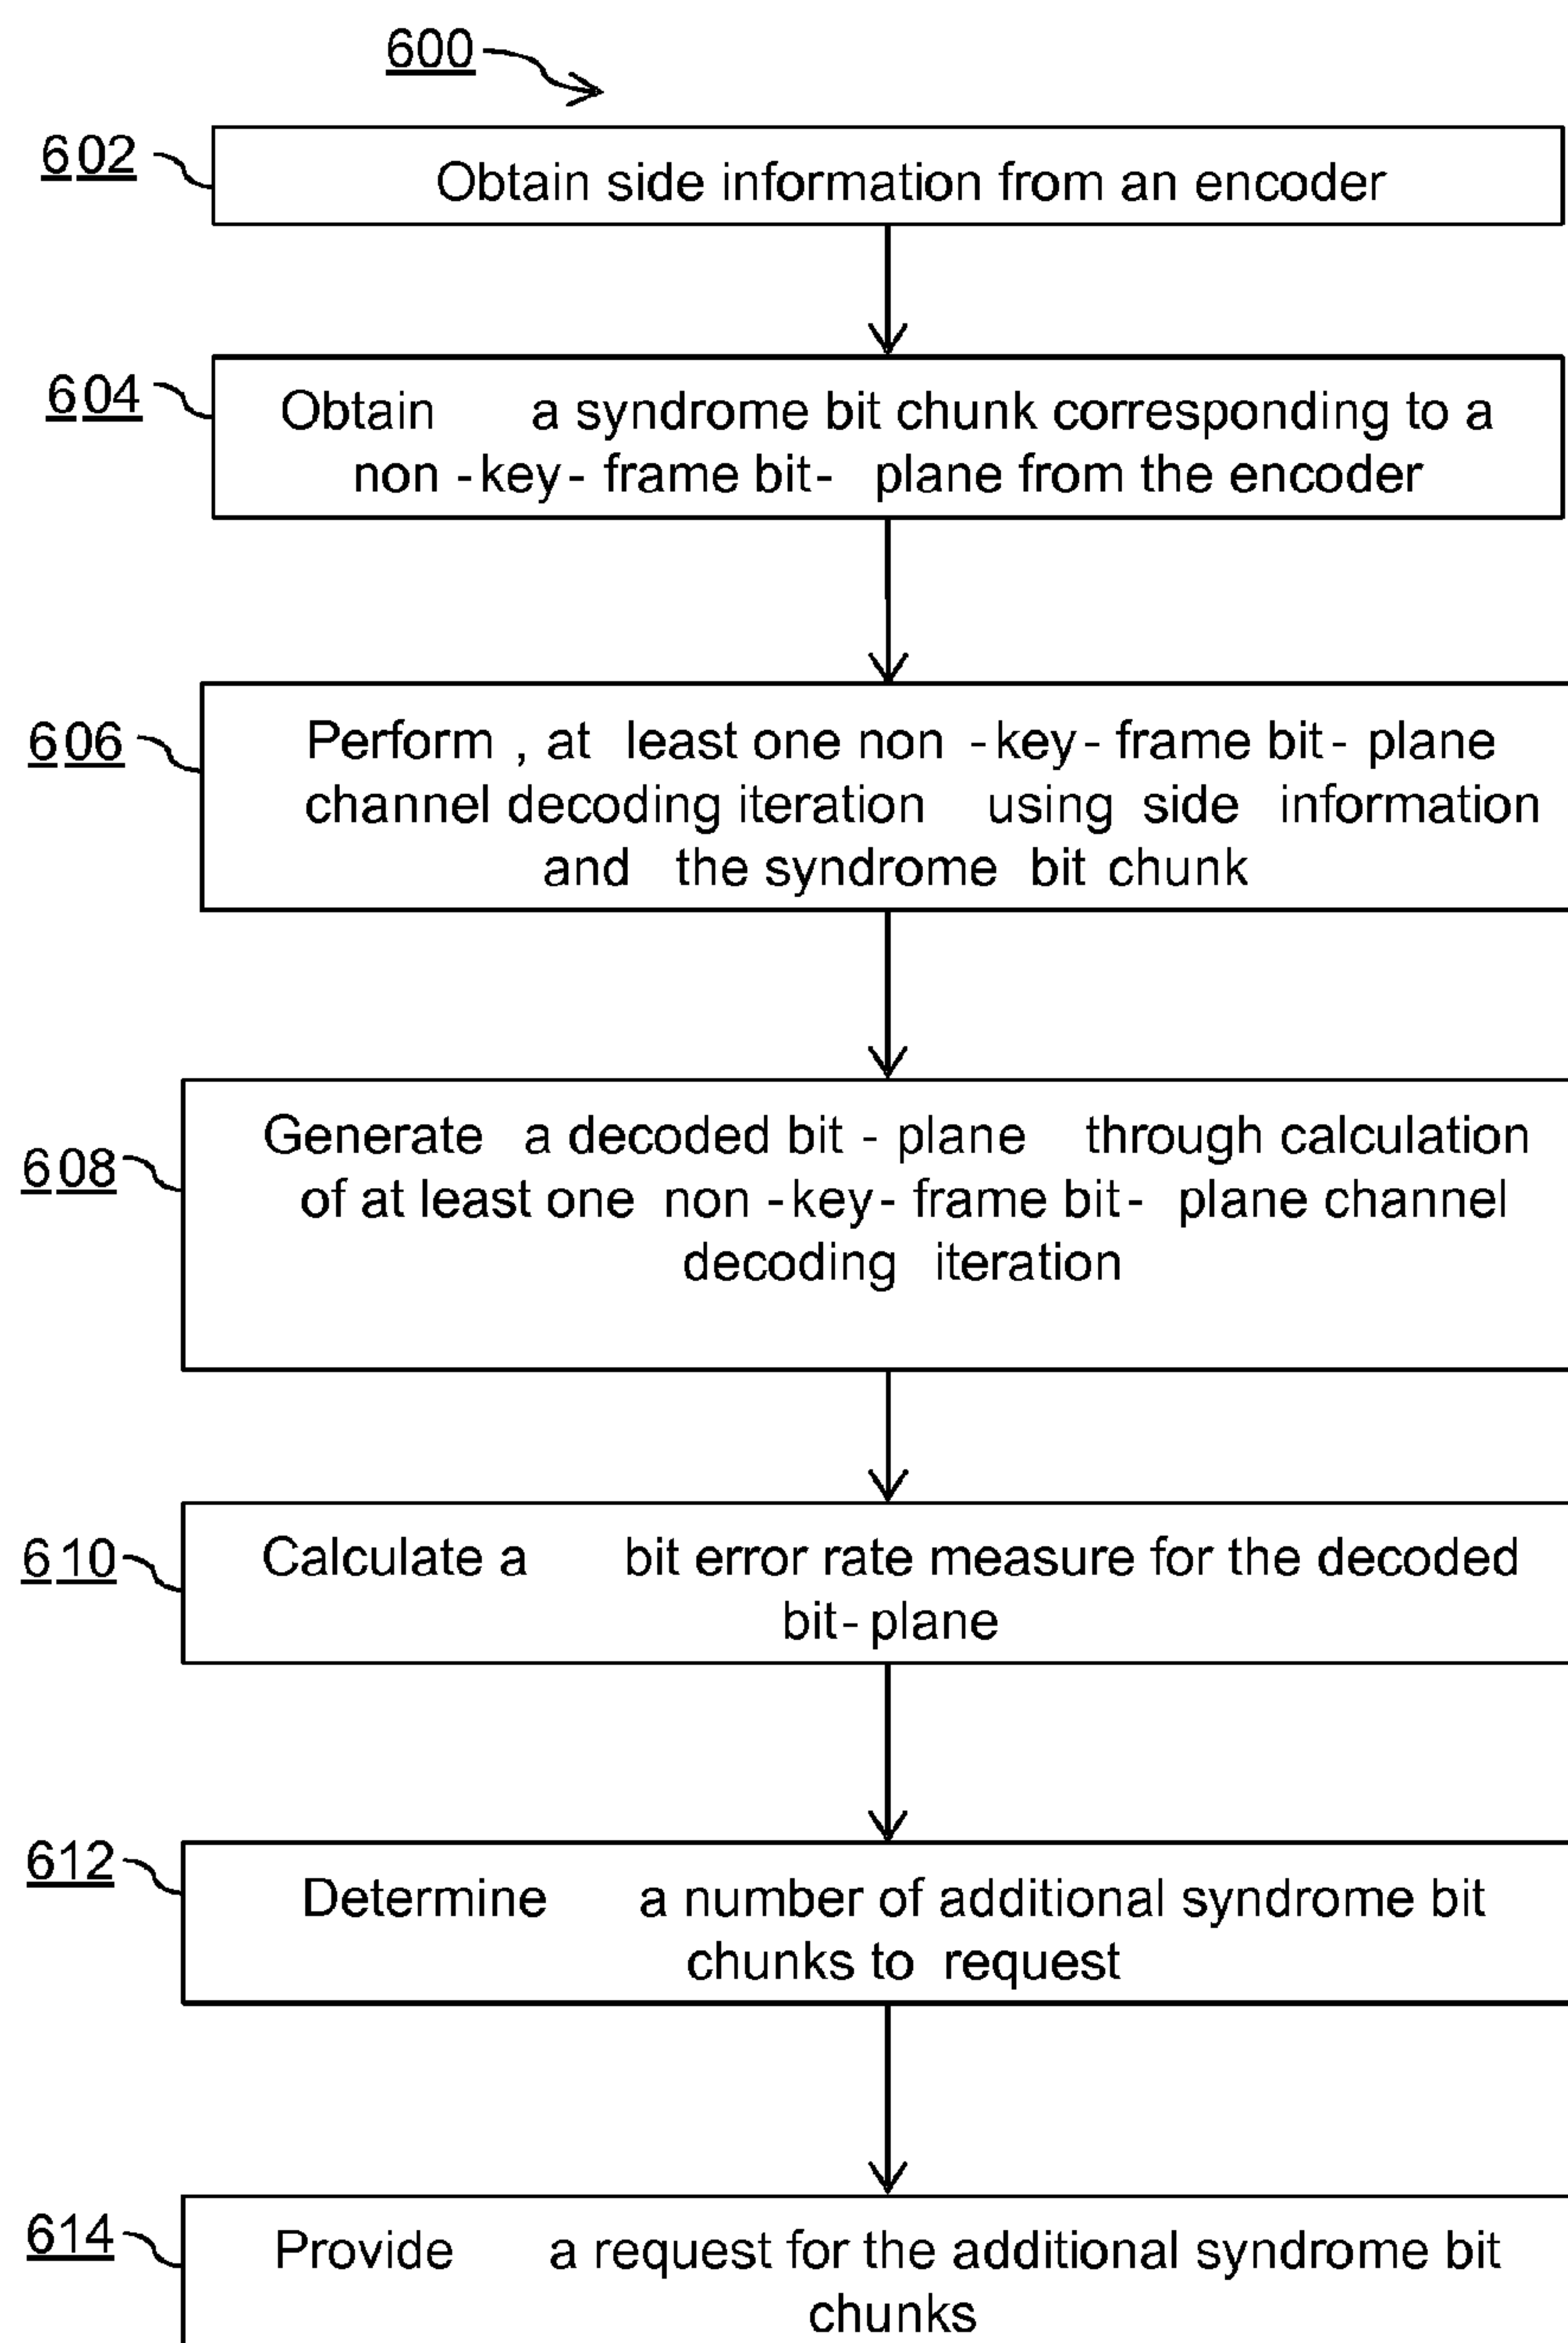 600
602
Obtain side information from an encoder
604
Obtain a syndrome bit chunk corresponding to a
non -key- frame bit- plane from the encoder
606
Perform , at least one non -key- frame bit- plane
channel decoding iteration using side information
and the syndrome bit chunk
608
Generate a decoded bit - plane through calculation
of at least one non -key- frame bit- plane channel
decoding iteration
610
Calculate a bit error rate measure for the decoded
bit- plane
612
Determine a number of additional syndrome bit
chunks to request
614
Provide a request for the additional syndrome bit
chunks